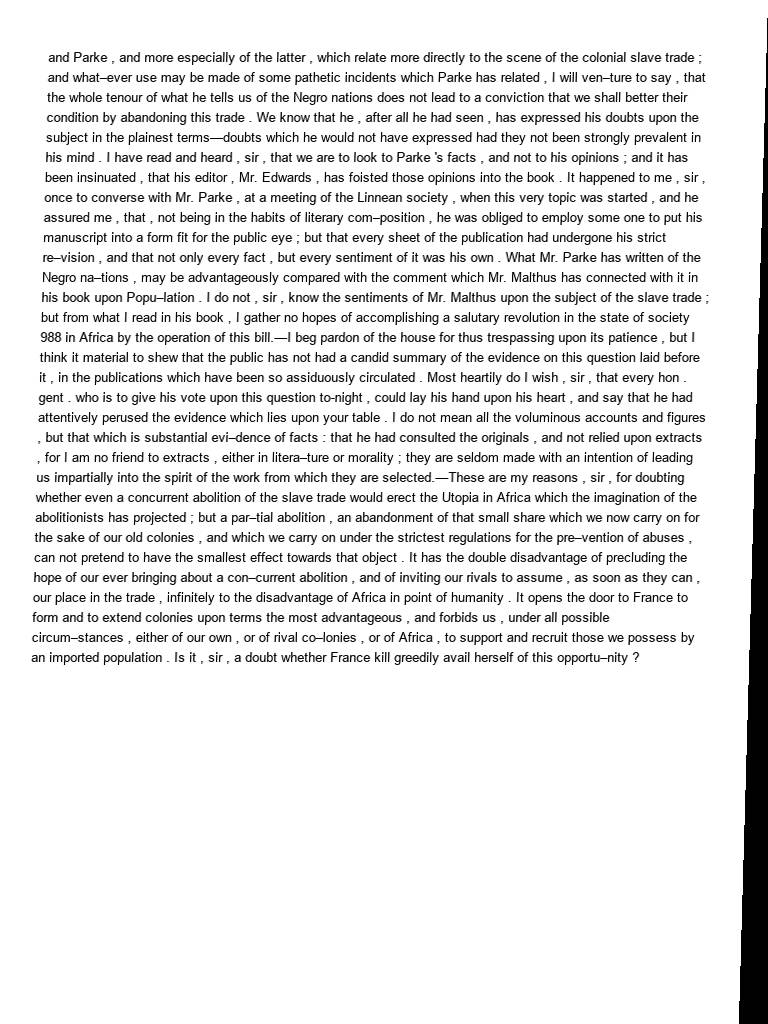 and Parke , and more especially of the latter , which relate more directly to the scene of the colonial slave trade ;
and what–ever use may be made of some pathetic incidents which Parke has related , I will ven–ture to say , that
the whole tenour of what he tells us of the Negro nations does not lead to a conviction that we shall better their
condition by abandoning this trade . We know that he , after all he had seen , has expressed his doubts upon the
subject in the plainest terms—doubts which he would not have expressed had they not been strongly prevalent in
his mind . I have read and heard , sir , that we are to look to Parke 's facts , and not to his opinions ; and it has
been insinuated , that his editor , Mr. Edwards , has foisted those opinions into the book . It happened to me , sir ,
once to converse with Mr. Parke , at a meeting of the Linnean society , when this very topic was started , and he
assured me , that , not being in the habits of literary com–position , he was obliged to employ some one to put his
manuscript into a form fit for the public eye ; but that every sheet of the publication had undergone his strict
re–vision , and that not only every fact , but every sentiment of it was his own . What Mr. Parke has written of the
Negro na–tions , may be advantageously compared with the comment which Mr. Malthus has connected with it in
his book upon Popu–lation . I do not , sir , know the sentiments of Mr. Malthus upon the subject of the slave trade ;
but from what I read in his book , I gather no hopes of accomplishing a salutary revolution in the state of society
988 in Africa by the operation of this bill.—I beg pardon of the house for thus trespassing upon its patience , but I
think it material to shew that the public has not had a candid summary of the evidence on this question laid before
it , in the publications which have been so assiduously circulated . Most heartily do I wish , sir , that every hon .
gent . who is to give his vote upon this question to-night , could lay his hand upon his heart , and say that he had
attentively perused the evidence which lies upon your table . I do not mean all the voluminous accounts and figures
, but that which is substantial evi–dence of facts : that he had consulted the originals , and not relied upon extracts
, for I am no friend to extracts , either in litera–ture or morality ; they are seldom made with an intention of leading
us impartially into the spirit of the work from which they are selected.—These are my reasons , sir , for doubting
whether even a concurrent abolition of the slave trade would erect the Utopia in Africa which the imagination of the
abolitionists has projected ; but a par–tial abolition , an abandonment of that small share which we now carry on for
the sake of our old colonies , and which we carry on under the strictest regulations for the pre–vention of abuses ,
can not pretend to have the smallest effect towards that object . It has the double disadvantage of precluding the
hope of our ever bringing about a con–current abolition , and of inviting our rivals to assume , as soon as they can ,
our place in the trade , infinitely to the disadvantage of Africa in point of humanity . It opens the door to France to
form and to extend colonies upon terms the most advantageous , and forbids us , under all possible
circum–stances , either of our own , or of rival co–lonies , or of Africa , to support and recruit those we possess by
an imported population . Is it , sir , a doubt whether France kill greedily avail herself of this opportu–nity ?